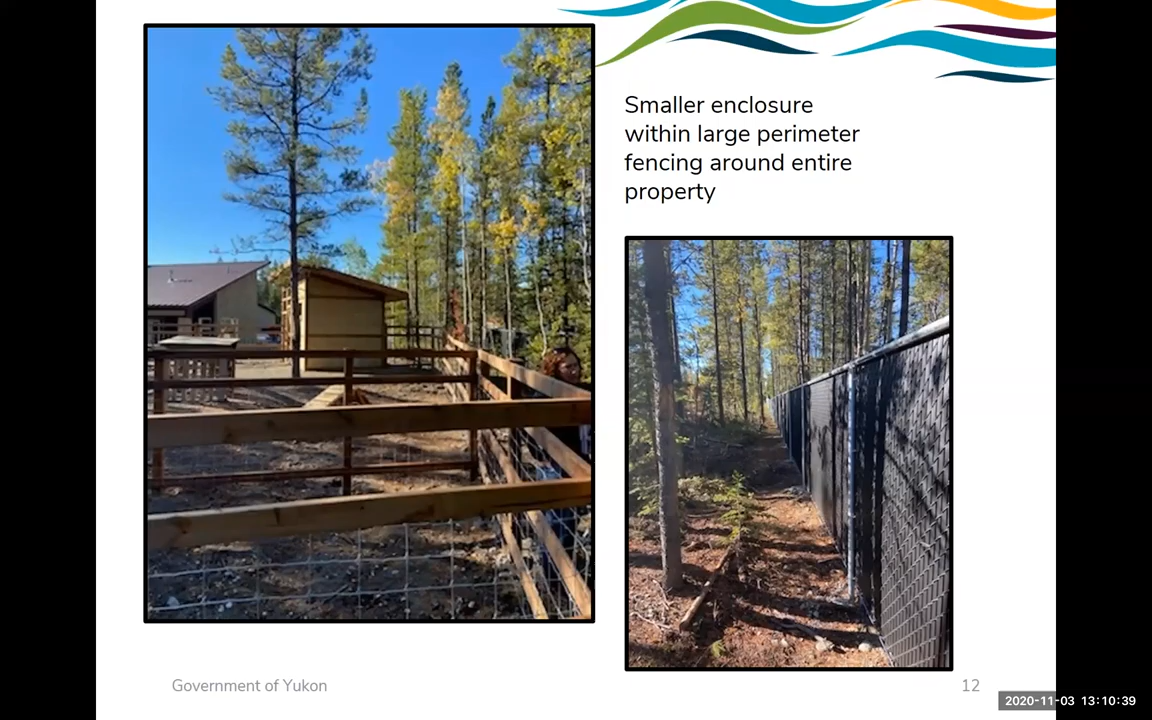 Smaller enclosure
within large perimeter
fencing around entire
property
Government of Yukon
12
2020-11-03 13:10:39